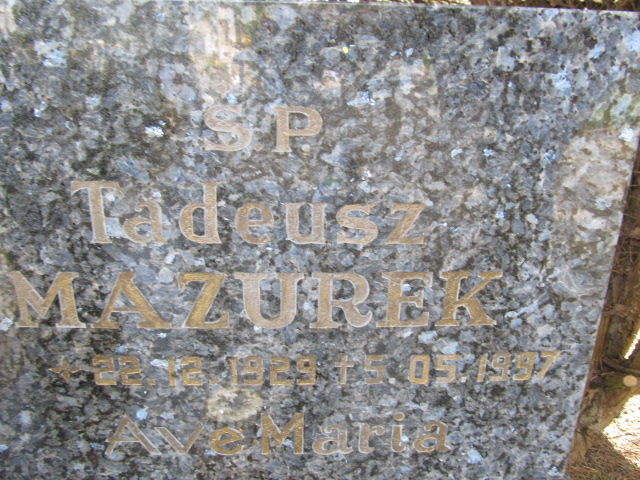 S.P.
Tadeusz
MAZUREK
* 22.12.1929 † 5.05.1997
Ave Maria